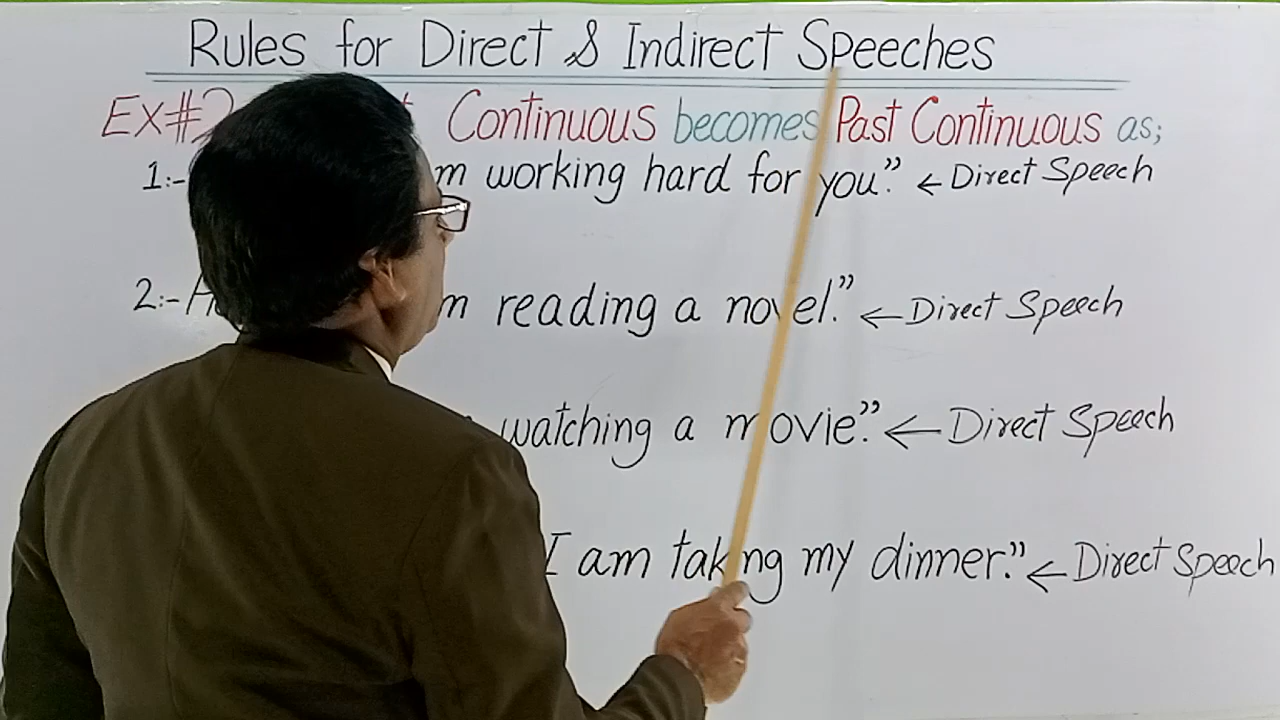 Rules for Direct & Indirect Speeches
Ex#2 Continuous becomes Past Continuous as;
1:- working hard for you." ← Direct Speech
2:- reading a novel." ← Direct Speech
watching a movie." ← Direct Speech
I am taking my dinner." ← Direct Speech